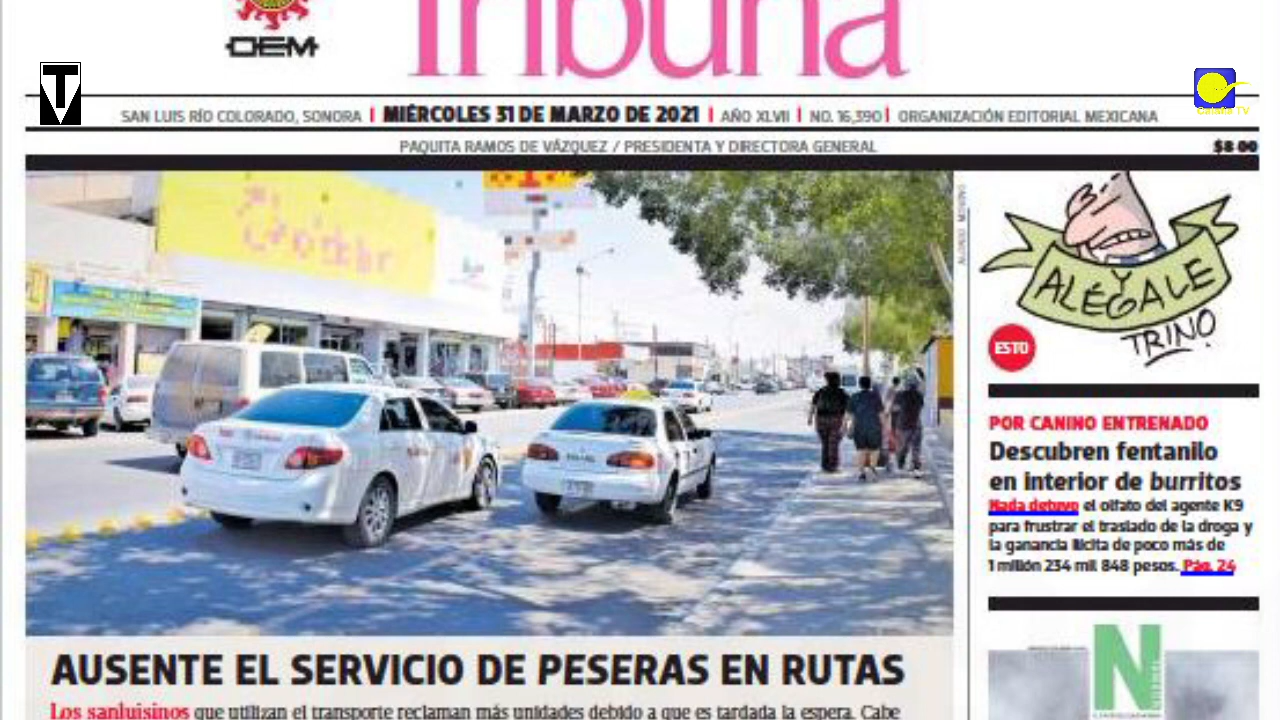 OEM
Tribuna
SAN LUIS RÍO COLORADO, SONORA | MIÉRCOLES 31 DE MARZO DE 2021 | AÑO XLVII | NO. 16,390 | ORGANIZACIÓN EDITORIAL MEXICANA
PAQUITA RAMOS DE VÁZQUEZ / PRESIDENTA Y DIRECTORA GENERAL
$8 00
Y
ALÉGALE
TRINO
ESTO
POR CANINO ENTRENADO
Descubren fentanilo
en interior de burritos
Nada detuvo el olfato del agente K9
para frustrar el traslado de la droga y
la ganancia ilícita de poco más de
1 millón 234 mil 848 pesos. Pág. 24
AUSENTE EL SERVICIO DE PESERAS EN RUTAS
Los sanluisinos que utilizan el transporte reclaman más unidades debido a que es tardada la espera. Cabe
N